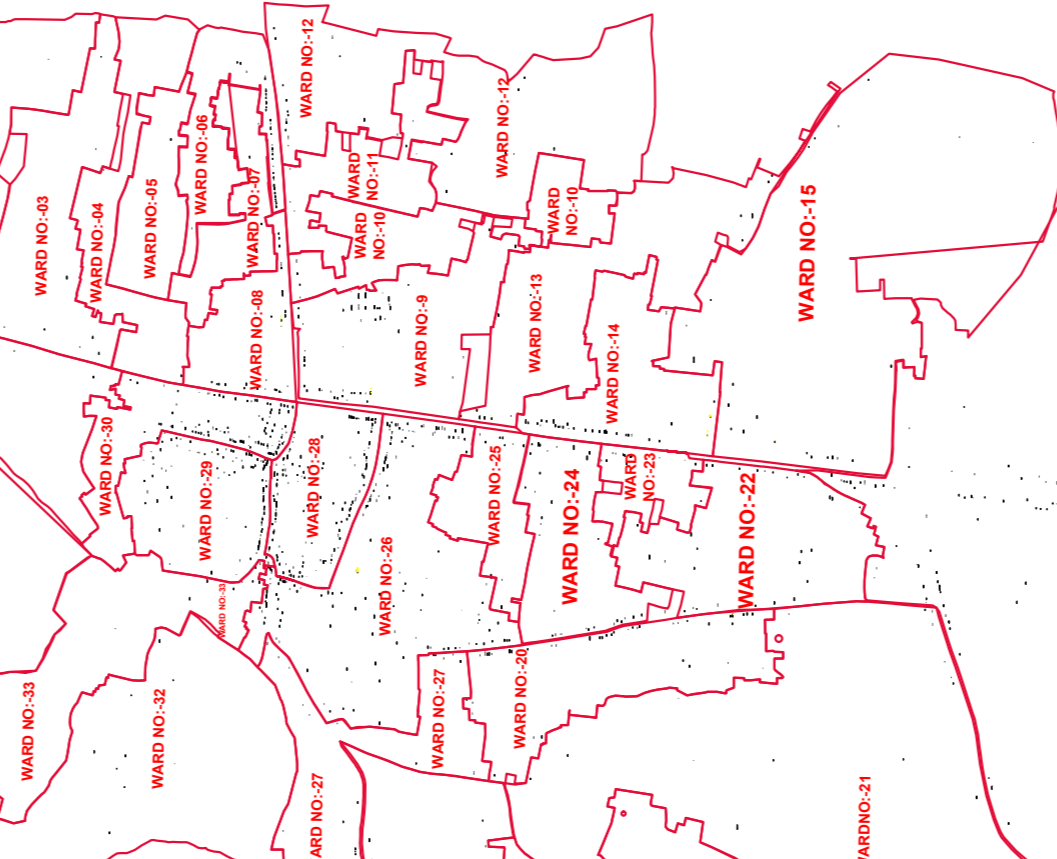 WARD NO:-12
WARD NO:-12
WARD NO:-06
WARD
NO:-11
WARD NO:-07
WARD NO:-05
WARD NO:-03
WARD NO:-04
WARD
NO:-10
WARD
NO:-10
WARD NO:-15
WARD NO:-08
WARD NO:-9
WARD NO:-13
WARD NO:-14
WARD NO:-30
WARD NO:-29
WARD NO:-28
WARD NO:-25
WARD NO:-24
WARD
NO:-23
WARD NO:-22
WARD NO:-26
WARD NO:-33
WARD NO:-33
WARD NO:-32
WARD NO:-27
WARD NO:-20
ARD NO:-27
WARDNO:-21